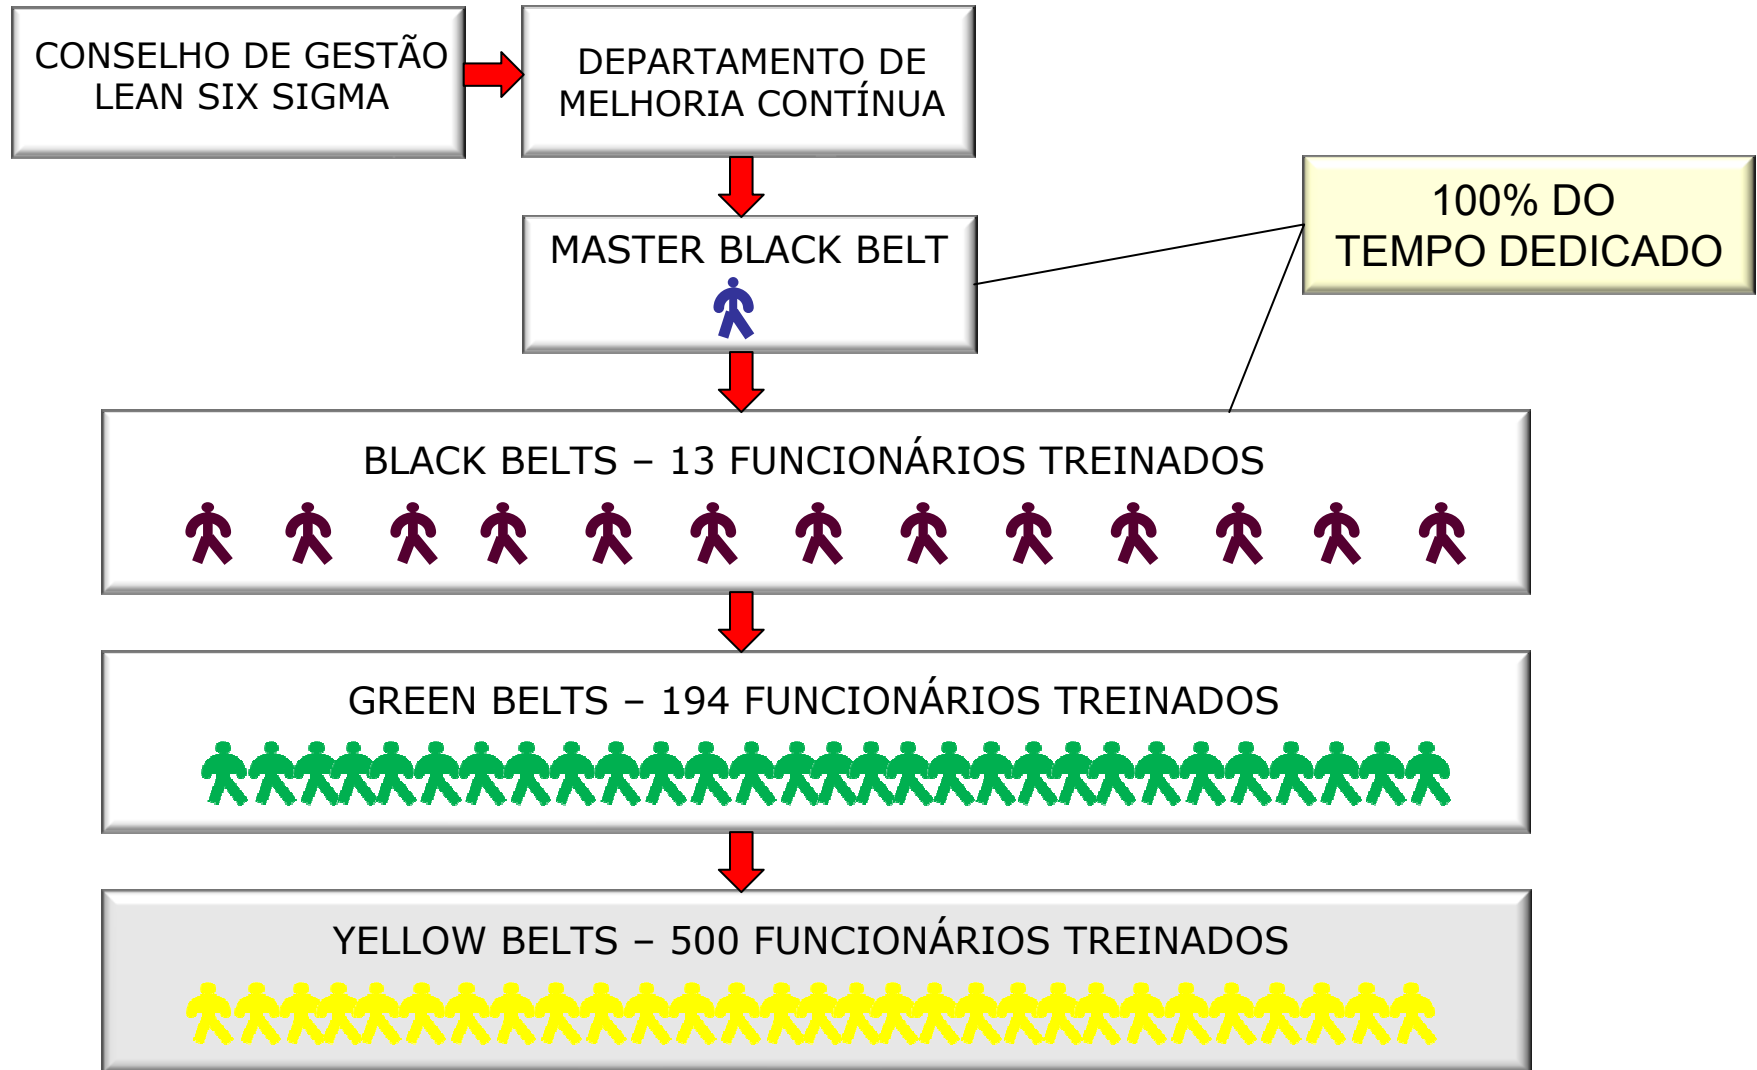 CONSELHO DE GESTÃO
LEAN SIX SIGMA
DEPARTAMENTO DE
MELHORIA CONTÍNUA
100% DO
TEMPO DEDICADO
MASTER BLACK BELT
BLACK BELTS – 13 FUNCIONÁRIOS TREINADOS
GREEN BELTS – 194 FUNCIONÁRIOS TREINADOS
YELLOW BELTS – 500 FUNCIONÁRIOS TREINADOS